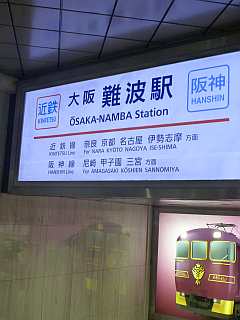 近鉄
KINTETSU
大阪 難波駅
ŌSAKA-NAMBA Station
阪神
HANSHIN
近鉄線 奈良 京都 名古屋 伊勢志摩 方面
KINTETSU Line For NARA KYŌTO NAGOYA ISE-SHIMA
阪神線 尼崎 甲子園 三宮 方面
HANSHIN Line For AMAGASAKI KŌSHIEN SANNOMIYA